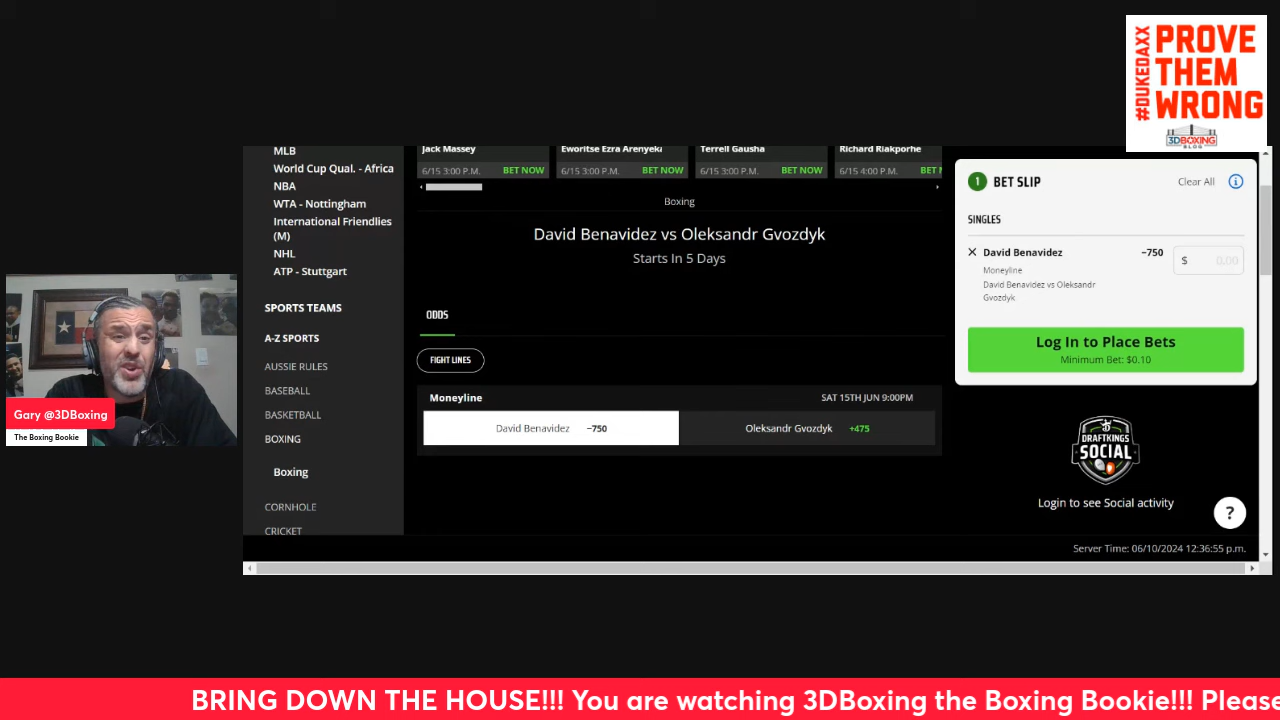 #DUKEDAXX
PROVE
THEM
WRONG
3DBOXING
BLOG
MLB
World Cup Qual. - Africa
NBA
WTA - Nottingham
International Friendlies
(M)
NHL
ATP - Stuttgart
SPORTS TEAMS
A-Z SPORTS
AUSSIE RULES
BASEBALL
BASKETBALL
BOXING
Boxing
CORNHOLE
CRICKET
Jack Massey
6/15 3:00 P.M. BET NOW
Eworitse Ezra Arenyeki
6/15 3:00 P.M. BET NOW
Terrell Gausha
6/15 3:00 P.M. BET NOW
Richard Riakporhe
6/15 4:00 P.M. BET N
Boxing
David Benavidez vs Oleksandr Gvozdyk
Starts In 5 Days
ODDS
FIGHT LINES
Moneyline SAT 15TH JUN 9:00PM
David Benavidez −750 Oleksandr Gvozdyk +475
1 BET SLIP Clear All i
SINGLES
David Benavidez −750 $ 0.00
Moneyline
David Benavidez vs Oleksandr
Gvozdyk
Log In to Place Bets
Minimum Bet: $0.10
DRAFTKINGS
SOCIAL
Login to see Social activity
?
Server Time: 06/10/2024 12:36:55 p.m.
Gary @3DBoxing
The Boxing Bookie
BRING DOWN THE HOUSE!!! You are watching 3DBoxing the Boxing Bookie!!! Please